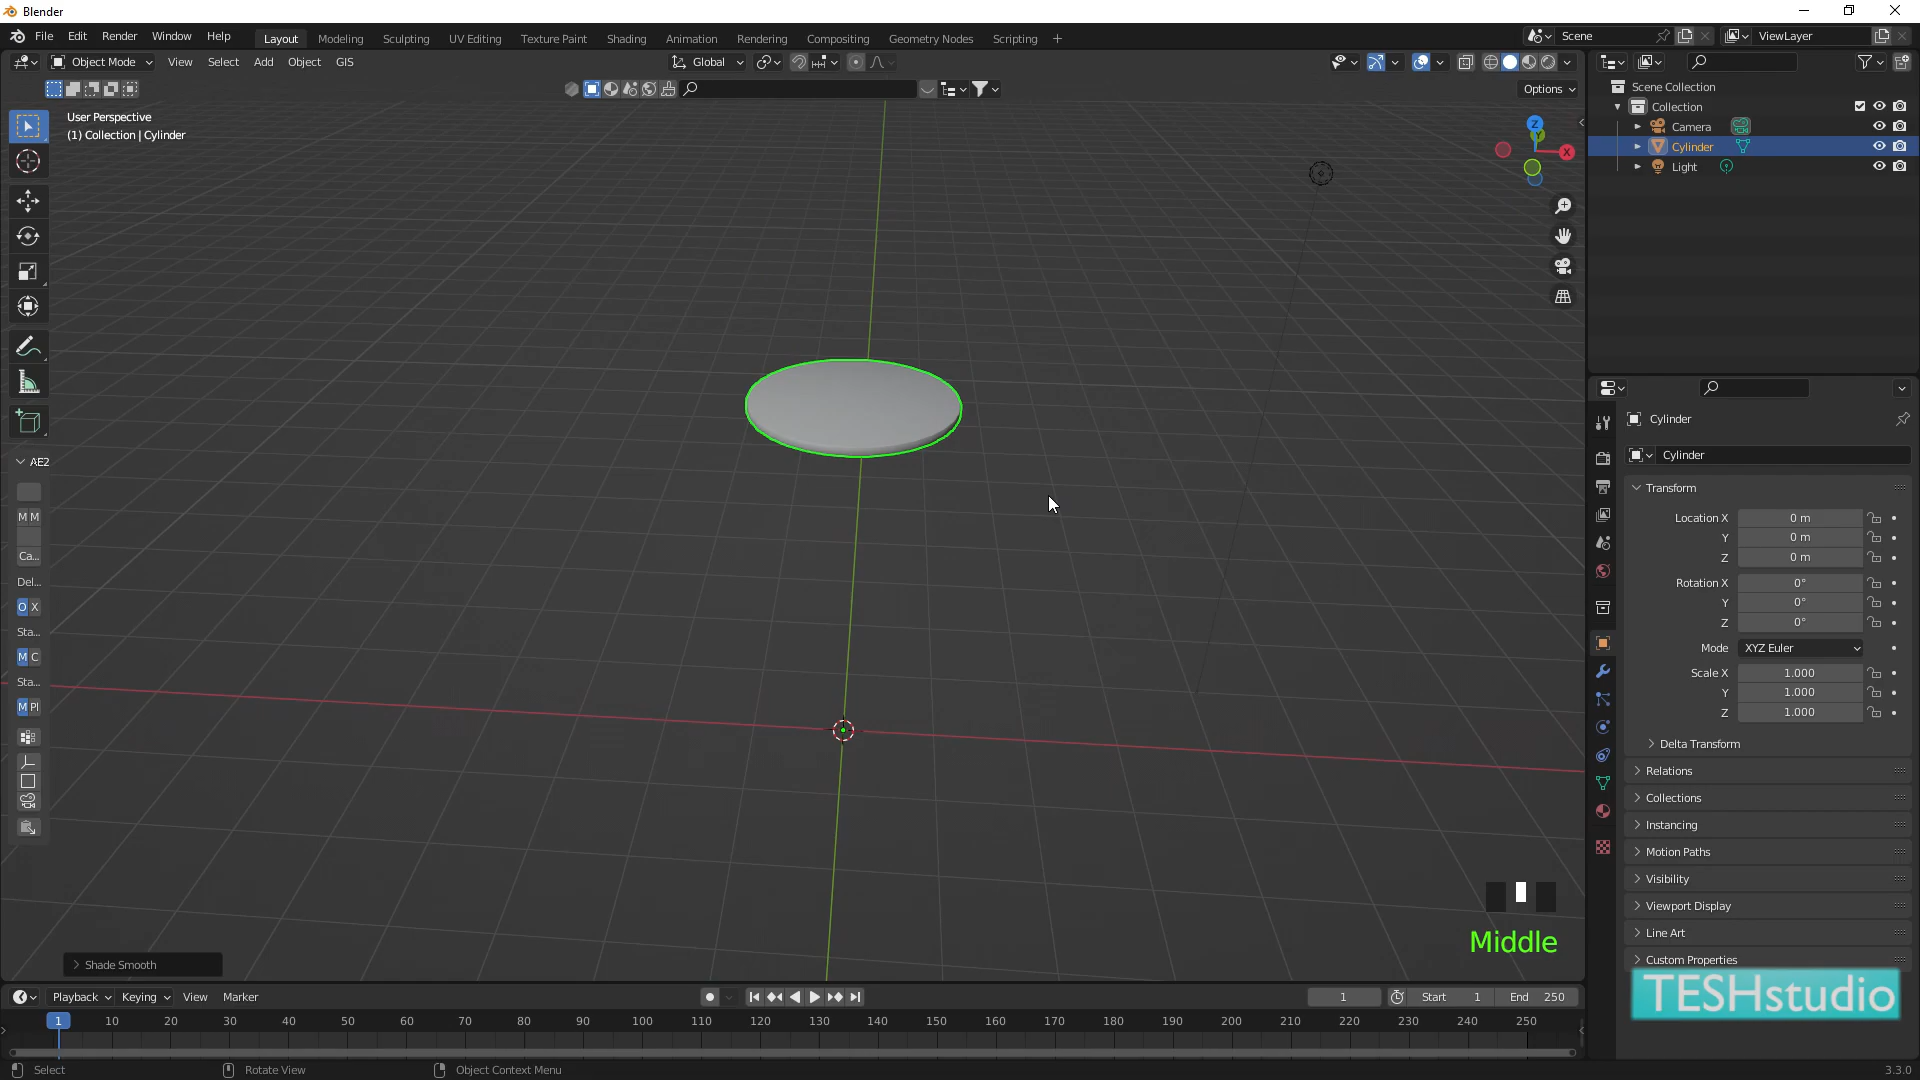 Blender
File Edit Render Window Help Layout Modeling Sculpting UV Editing Texture Paint Shading Animation Rendering Compositing Geometry Nodes Scripting + Scene ViewLayer
Object Mode View Select Add Object GIS Global
Options
User Perspective
(1) Collection | Cylinder
Z
Y
X
Scene Collection
Collection
Camera
Cylinder
Light
AE2
M M
Ca...
Del...
O X
Sta...
M C
Sta...
M Pl
Cylinder
Cylinder
Transform
Location X 0 m
Y 0 m
Z 0 m
Rotation X 0°
Y 0°
Z 0°
Mode XYZ Euler
Scale X 1.000
Y 1.000
Z 1.000
Delta Transform
Relations
Collections
Instancing
Motion Paths
Visibility
Viewport Display
Line Art
Custom Properties
Middle
TESHstudio
Shade Smooth
Playback Keying View Marker 1 Start 1 End 250
1 10 20 30 40 50 60 70 80 90 100 110 120 130 140 150 160 170 180 190 200 210 220 230 240 250
Select Rotate View Object Context Menu 3.3.0